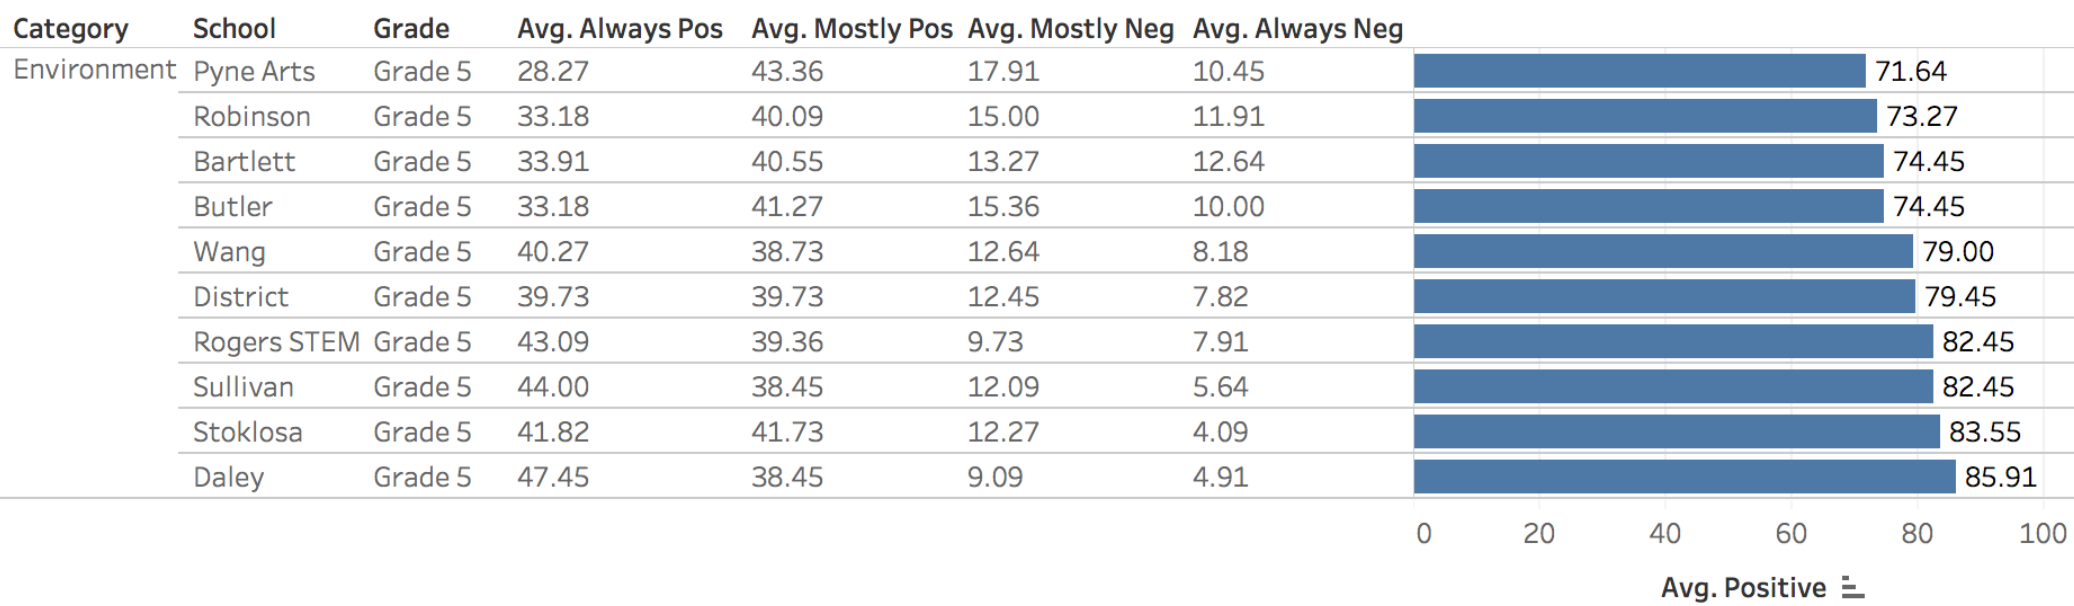 Category School Grade Avg. Always Pos Avg. Mostly Pos Avg. Mostly Neg Avg. Always Neg
Environment Pyne Arts Grade 5 28.27 43.36 17.91 10.45 71.64
Robinson Grade 5 33.18 40.09 15.00 11.91 73.27
Bartlett Grade 5 33.91 40.55 13.27 12.64 74.45
Butler Grade 5 33.18 41.27 15.36 10.00 74.45
Wang Grade 5 40.27 38.73 12.64 8.18 79.00
District Grade 5 39.73 39.73 12.45 7.82 79.45
Rogers STEM Grade 5 43.09 39.36 9.73 7.91 82.45
Sullivan Grade 5 44.00 38.45 12.09 5.64 82.45
Stoklosa Grade 5 41.82 41.73 12.27 4.09 83.55
Daley Grade 5 47.45 38.45 9.09 4.91 85.91
0 20 40 60 80 100
Avg. Positive